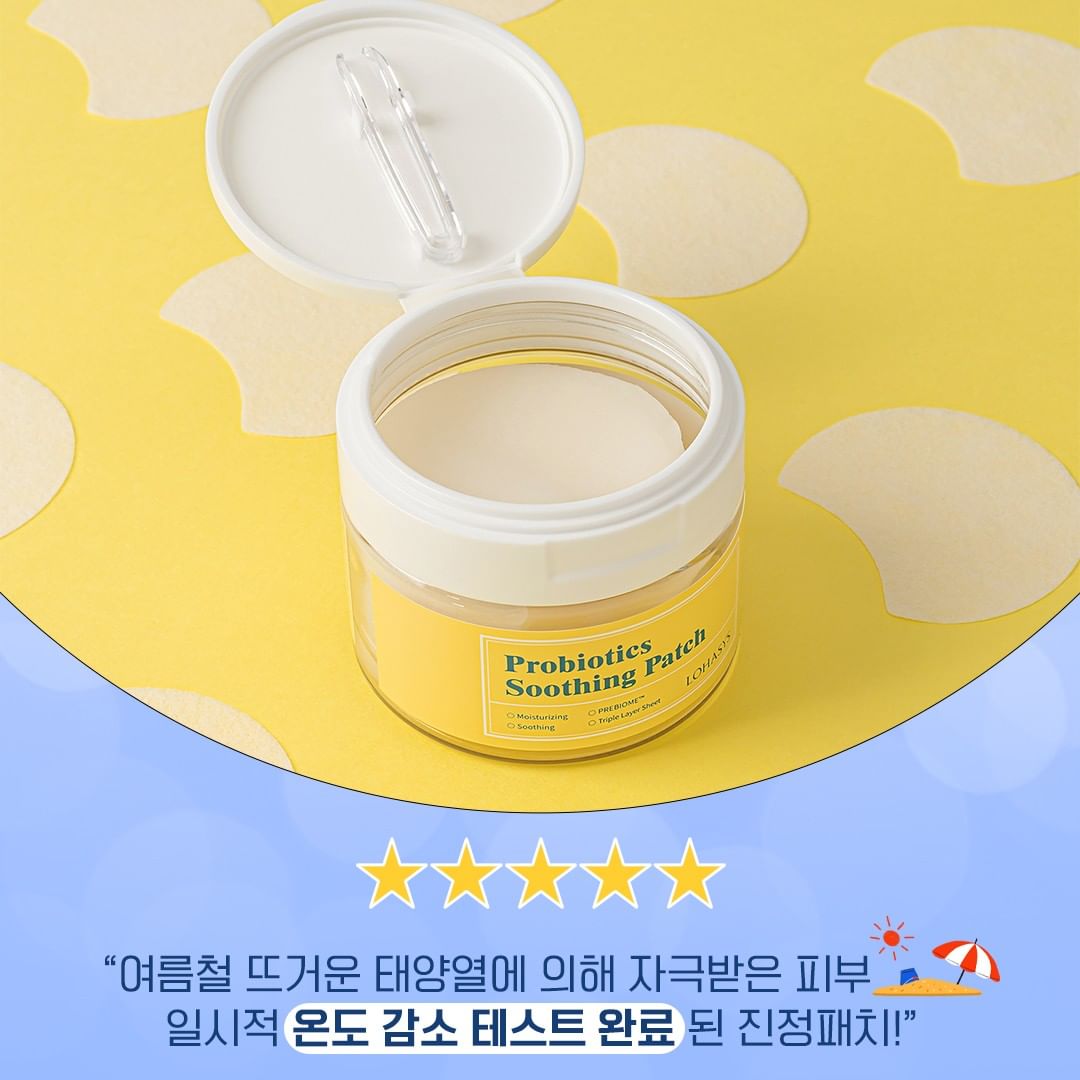 Probiotics
Soothing Patch
LOHASYS
○ Moisturizing ○ PREBIOME™
○ Soothing ○ Triple Layer Sheet
“여름철 뜨거운 태양열에 의해 자극받은 피부
일시적 온도 감소 테스트 완료 된 진정패치!”